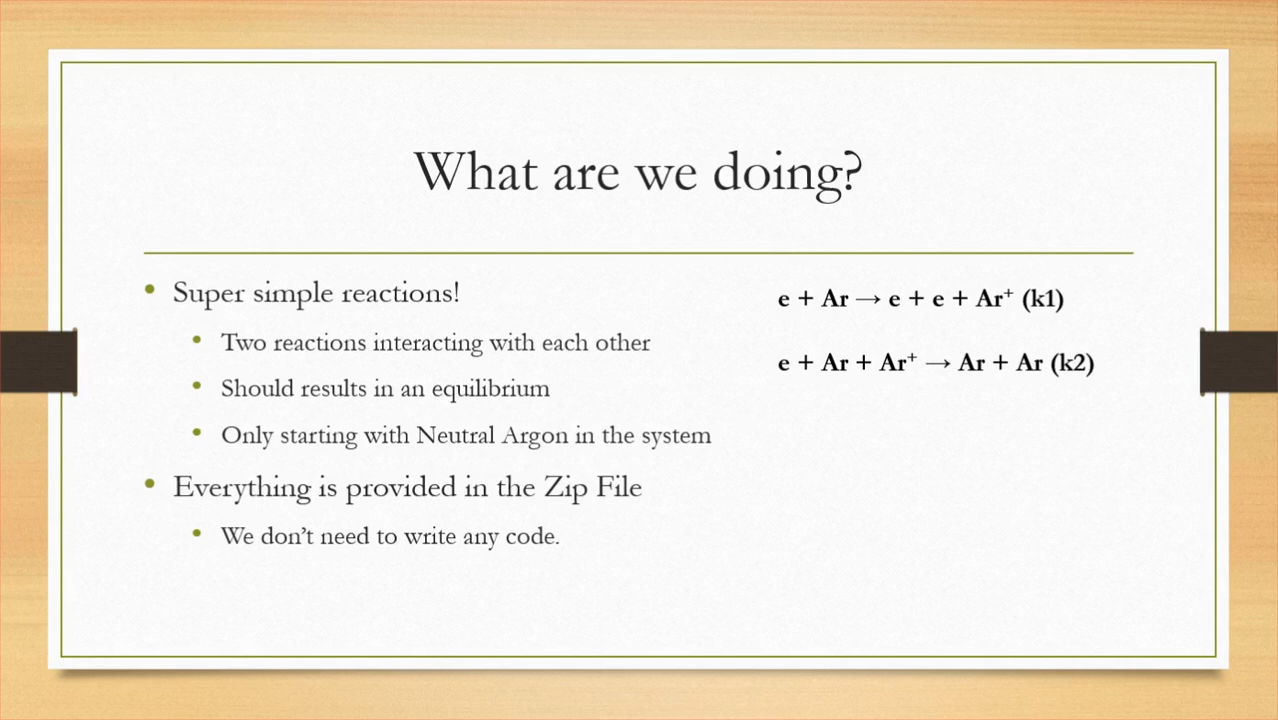 What are we doing?
• Super simple reactions!
• Two reactions interacting with each other
• Should results in an equilibrium
• Only starting with Neutral Argon in the system
• Everything is provided in the Zip File
• We don’t need to write any code.
e + Ar → e + e + Ar⁺ (k1)
e + Ar + Ar⁺ → Ar + Ar (k2)